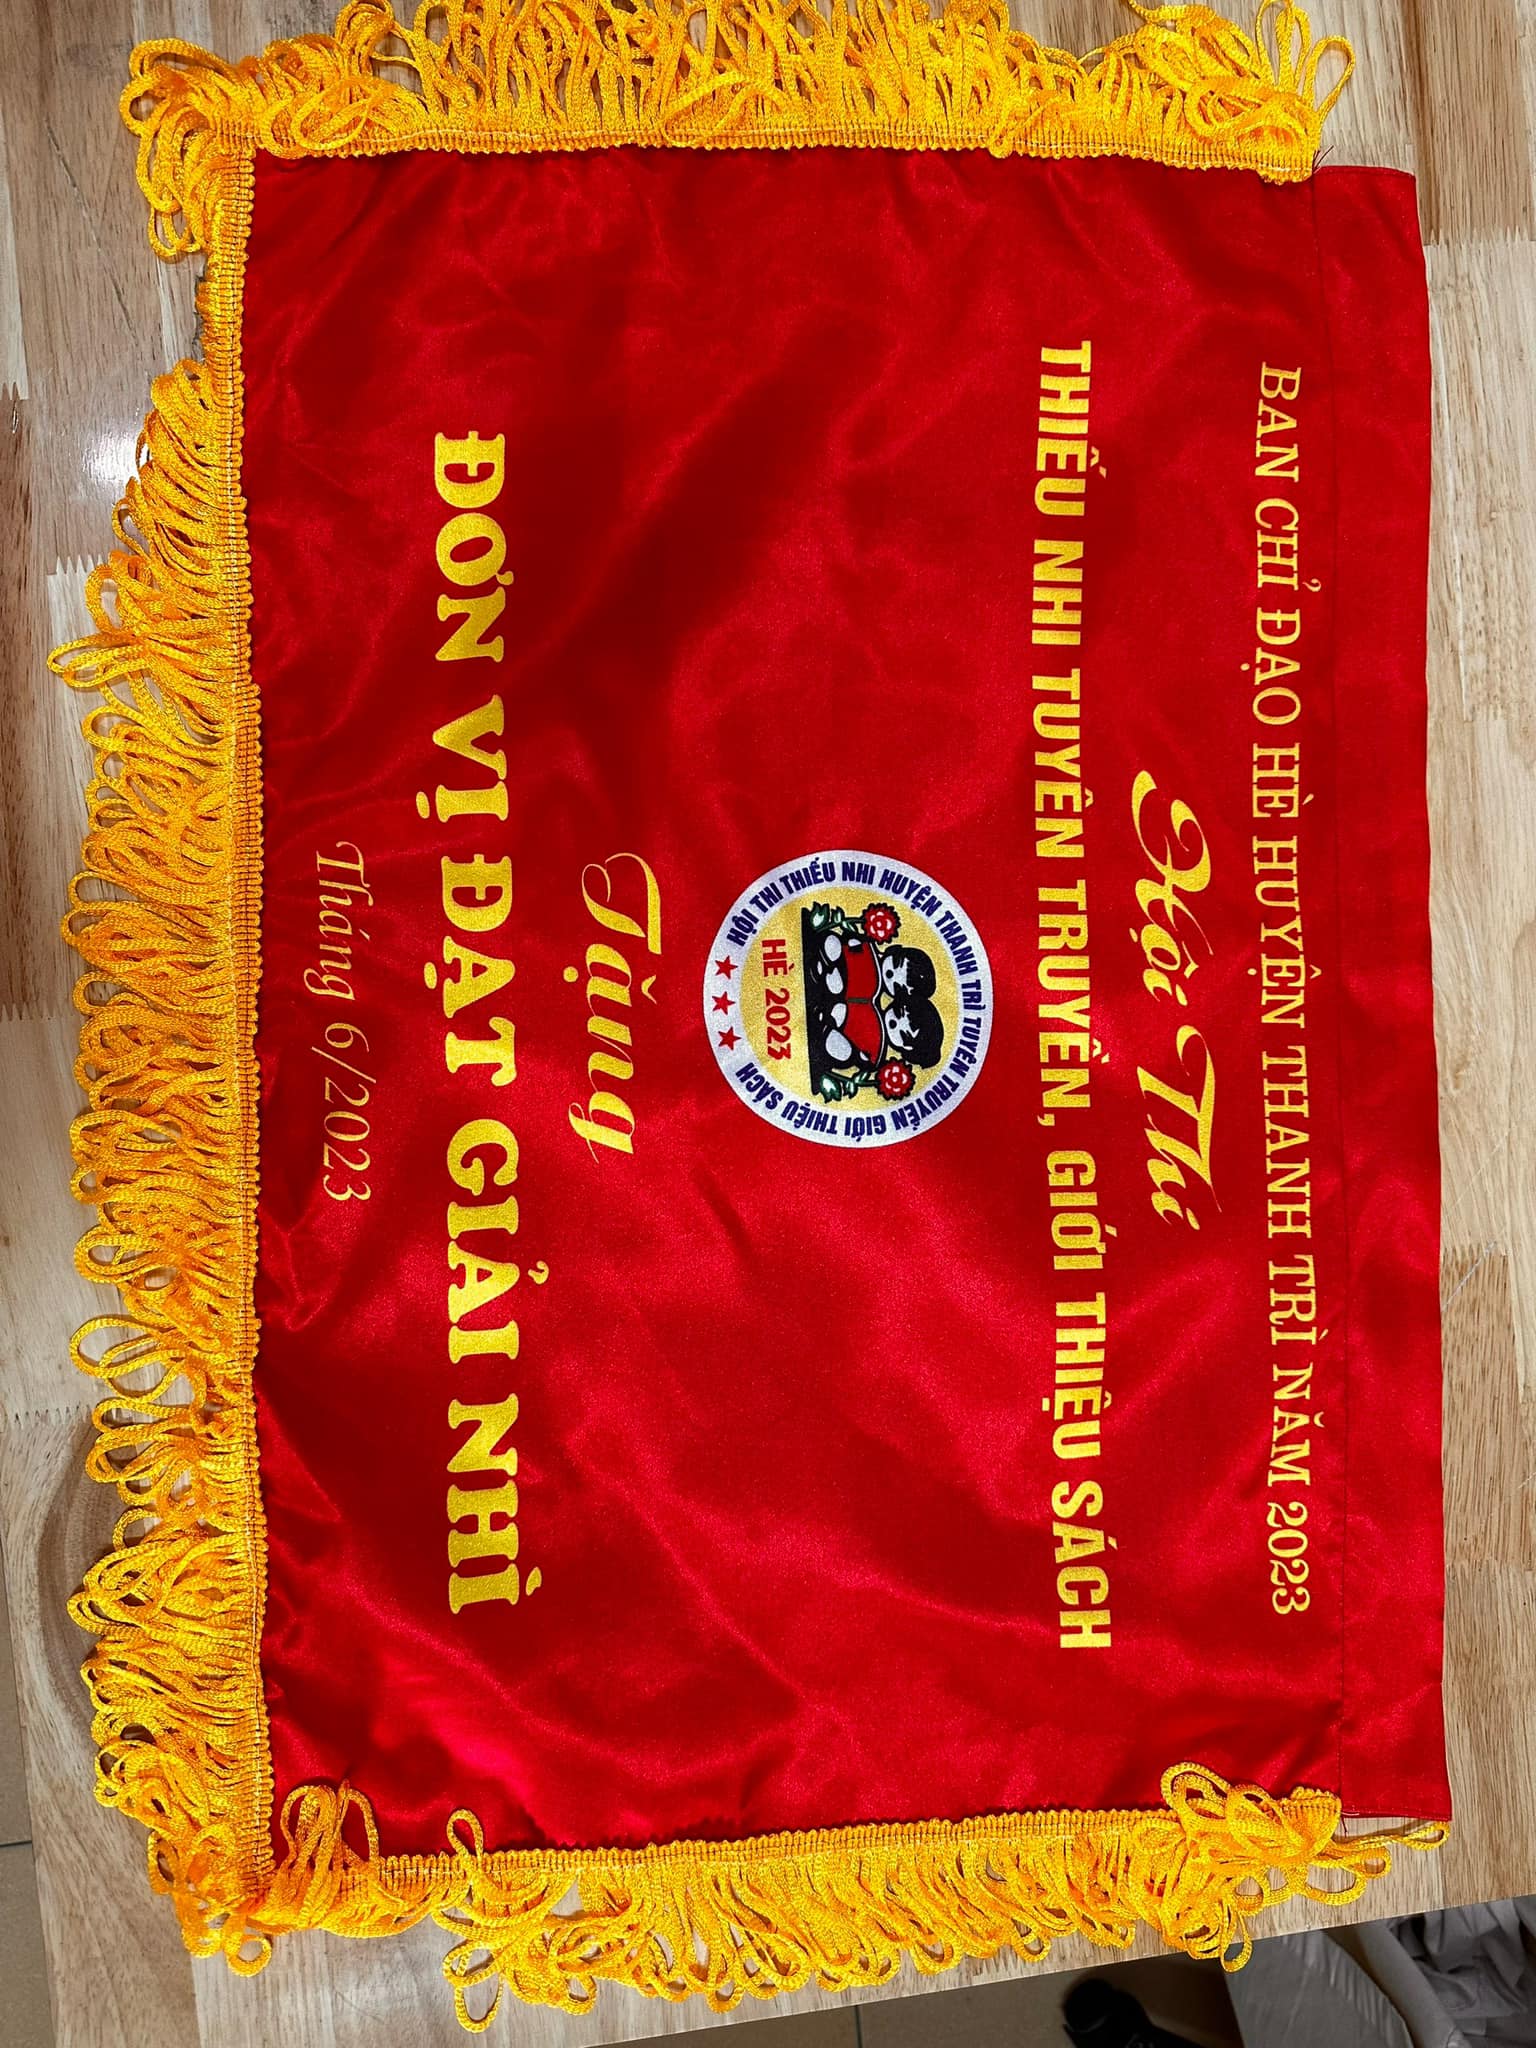 BAN CHỈ ĐẠO HÈ HUYỆN THANH TRÌ NĂM 2023
Hội Thi
THIẾU NHI TUYÊN TRUYỀN, GIỚI THIỆU SÁCH
HỘI THI THIẾU NHI HUYỆN THANH TRÌ TUYÊN TRUYỀN GIỚI THIỆU SÁCH
HÈ 2023
Tặng
ĐƠN VỊ ĐẠT GIẢI NHÌ
Tháng 6/2023